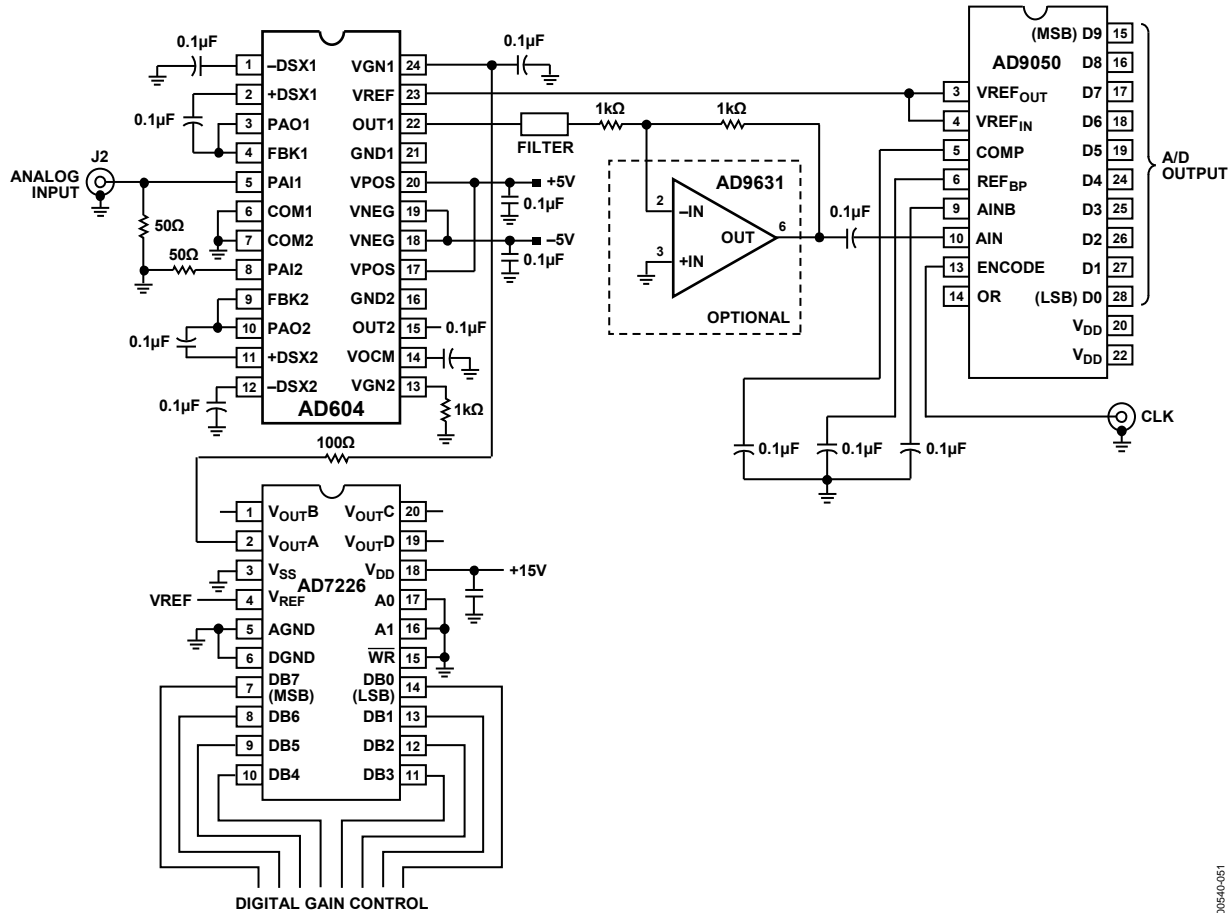 0.1µF
1 –DSX1
2 +DSX1
0.1µF
3 PAO1
4 FBK1
J2
ANALOG
INPUT
5 PAI1
6 COM1
50Ω
7 COM2
50Ω
8 PAI2
9 FBK2
10 PAO2
0.1µF
11 +DSX2
12 –DSX2
0.1µF
AD604
VGN1 24
0.1µF
VREF 23
OUT1 22
GND1 21
VPOS 20
+5V
0.1µF
VNEG 19
VNEG 18
–5V
0.1µF
VPOS 17
GND2 16
OUT2 15
0.1µF
VOCM 14
VGN2 13
1kΩ
100Ω
FILTER
1kΩ
1kΩ
AD9631
2
–IN
OUT
6
3
+IN
OPTIONAL
0.1µF
AD9050
3 VREFOUT
4 VREFIN
5 COMP
6 REFBP
9 AINB
10 AIN
13 ENCODE
14 OR
(MSB) D9 15
D8 16
D7 17
D6 18
D5 19
D4 24
D3 25
D2 26
D1 27
(LSB) D0 28
VDD 20
VDD 22
A/D
OUTPUT
CLK
0.1µF
0.1µF
0.1µF
1 VOUTB
2 VOUTA
3 VSS
VREF
4 VREF
5 AGND
6 DGND
7 DB7
(MSB)
8 DB6
9 DB5
10 DB4
AD7226
VOUTC 20
VOUTD 19
VDD 18
+15V
A0 17
A1 16
WR 15
DB0 14
(LSB)
DB1 13
DB2 12
DB3 11
DIGITAL GAIN CONTROL
00540-051